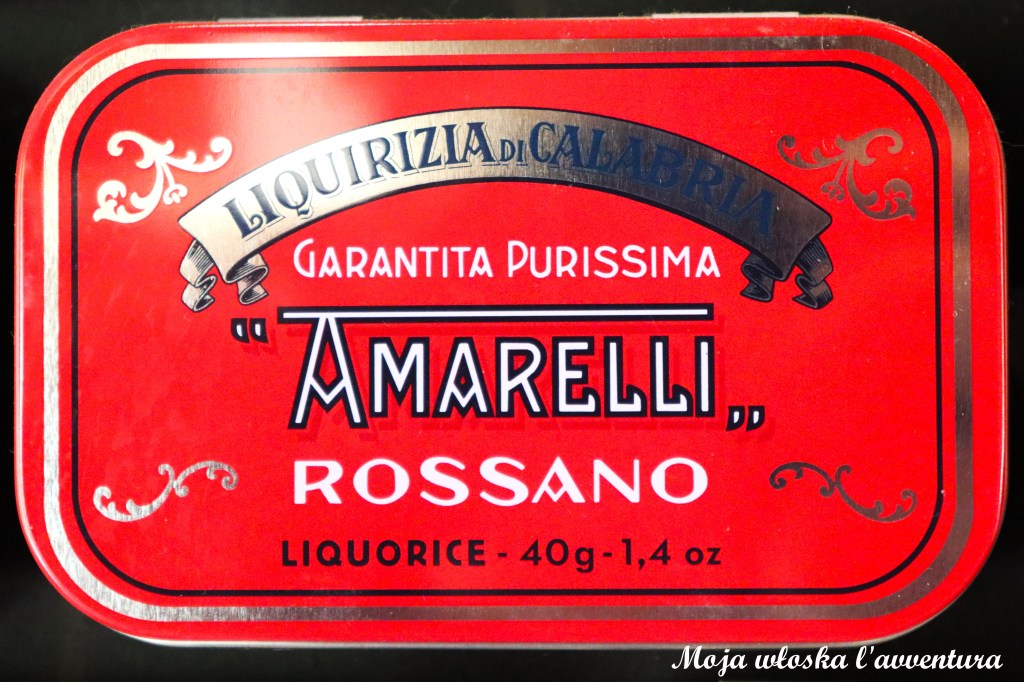 LIQUIRIZIA DI CALABRIA
GARANTITA PURISSIMA
"AMARELLI„
ROSSANO
LIQUORICE - 40g - 1,4 oz
Moja włoska l'avventura